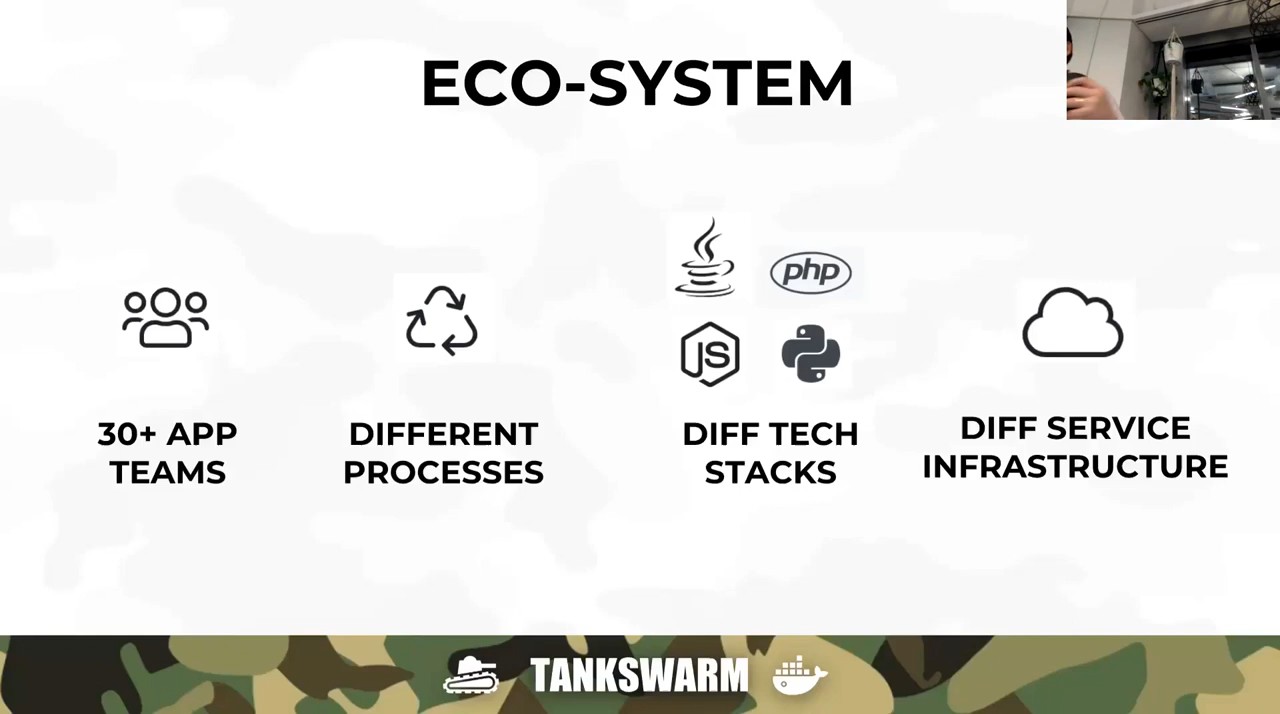 ECO-SYSTEM
php
JS
30+ APP
TEAMS
DIFFERENT
PROCESSES
DIFF TECH
STACKS
DIFF SERVICE
INFRASTRUCTURE
TANKSWARM